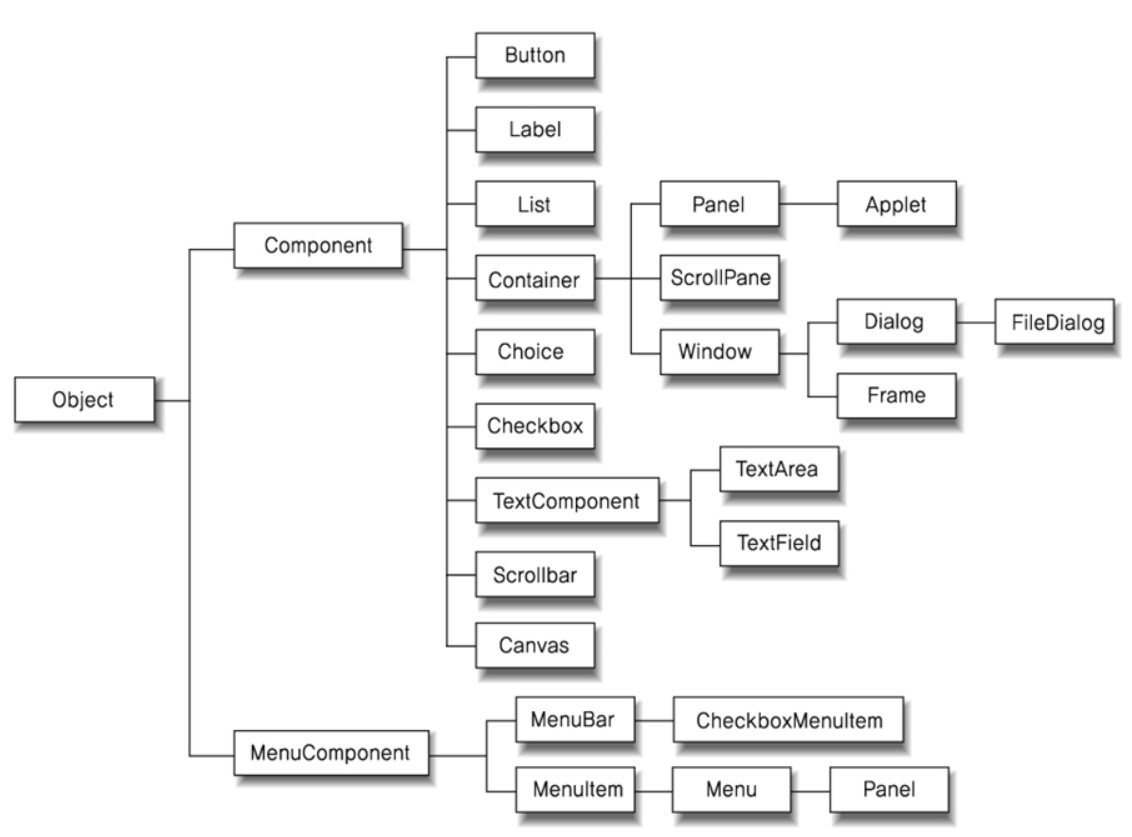 Button
Label
List
Panel
Applet
Component
Container
ScrollPane
Choice
Window
Dialog
FileDialog
Frame
Object
Checkbox
TextComponent
TextArea
TextField
Scrollbar
Canvas
MenuComponent
MenuBar
CheckboxMenuItem
MenuItem
Menu
Panel